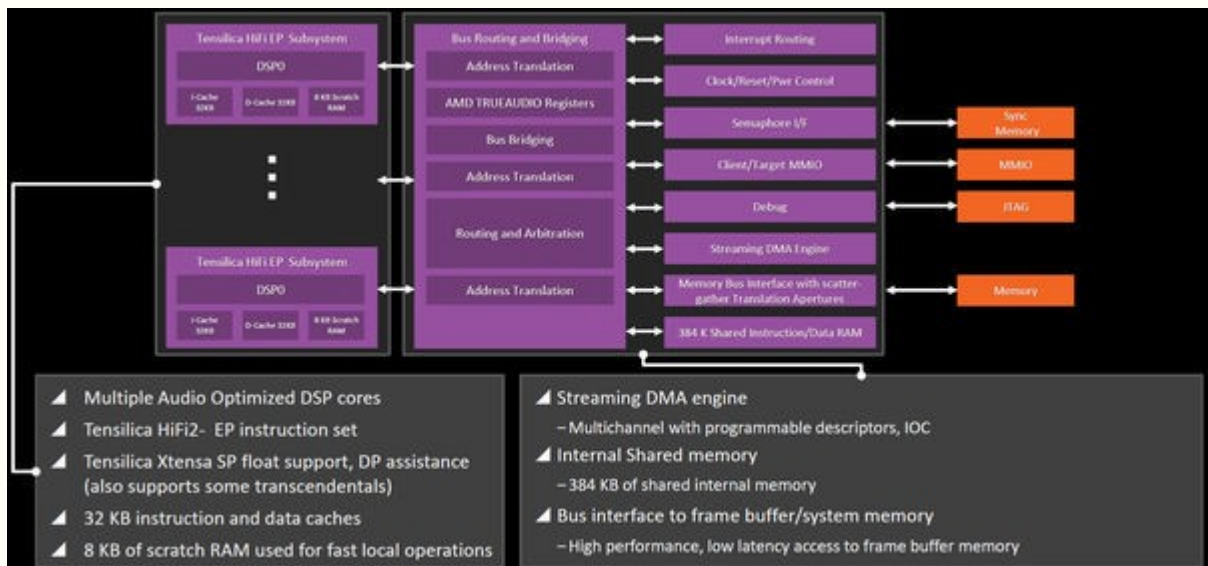 Tensilica HiFi EP Subsystem
DSP0
I-Cache
32KB
D-Cache 32KB
8 KB Scratch
RAM
Tensilica HiFi EP Subsystem
DSP0
I-Cache
32KB
D-Cache 32KB
8 KB Scratch
RAM
Bus Routing and Bridging
Address Translation
AMD TRUEAUDIO Registers
Bus Bridging
Address Translation
Routing and Arbitration
Address Translation
Interrupt Routing
Clock/Reset/Pwr Control
Semaphore I/F
Client/Target MMIO
Debug
Streaming DMA Engine
Memory Bus Interface with scatter-
gather Translation Apertures
384 K Shared Instruction/Data RAM
Sync
Memory
MMIO
JTAG
Memory
Multiple Audio Optimized DSP cores
Tensilica HiFi2- EP instruction set
Tensilica Xtensa SP float support, DP assistance
(also supports some transcendentals)
32 KB instruction and data caches
8 KB of scratch RAM used for fast local operations
Streaming DMA engine
– Multichannel with programmable descriptors, IOC
Internal Shared memory
– 384 KB of shared internal memory
Bus interface to frame buffer/system memory
– High performance, low latency access to frame buffer memory